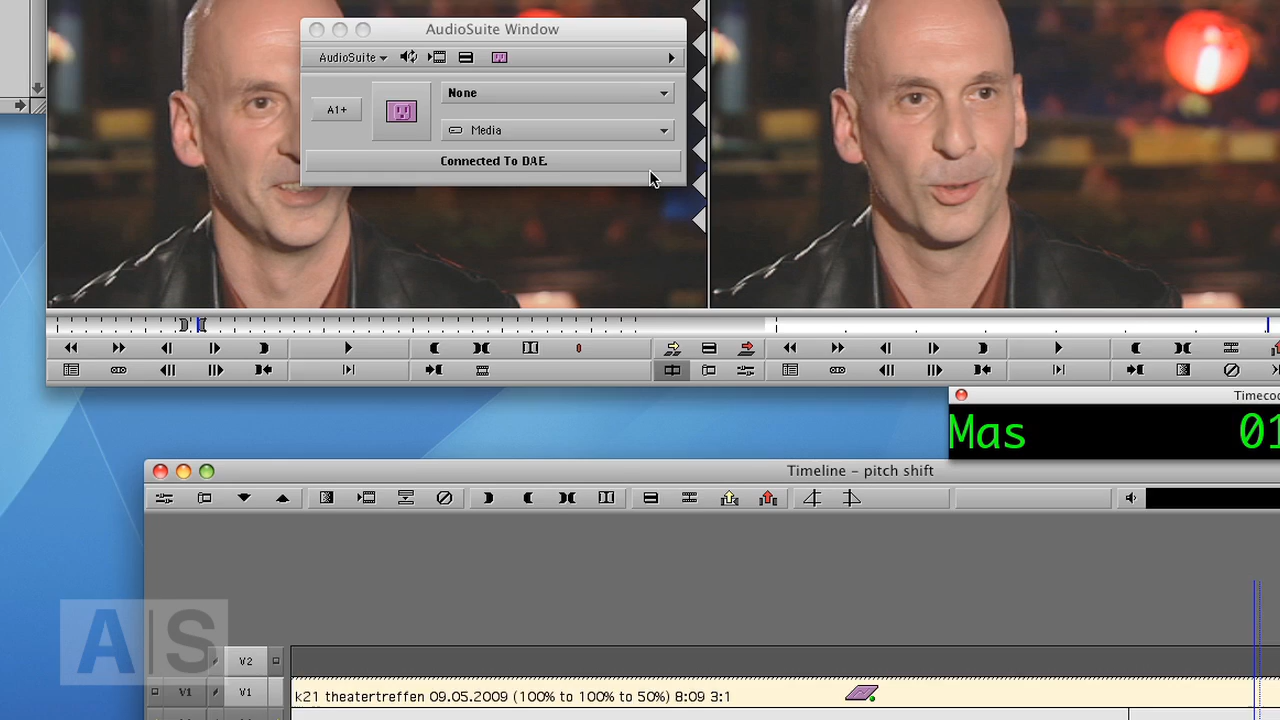 AudioSuite Window
AudioSuite
A1+
None
Media
Connected To DAE.
Timecod
Mas 01
Timeline – pitch shift
A|S
V2
V1 V1 k21 theatertreffen 09.05.2009 (100% to 100% to 50%) 8:09 3:1